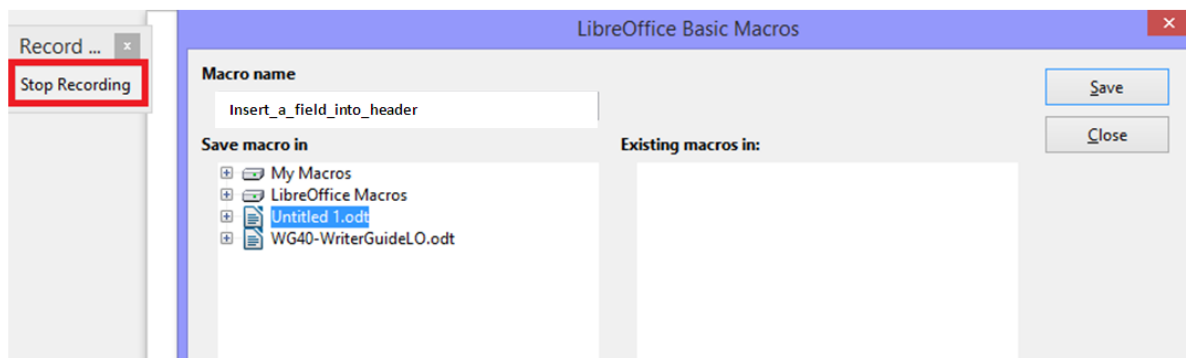 LibreOffice Basic Macros
Record ...
Stop Recording
Macro name
Insert_a_field_into_header
Save macro in
My Macros
LibreOffice Macros
Untitled 1.odt
WG40-WriterGuideLO.odt
Existing macros in:
Save
Close